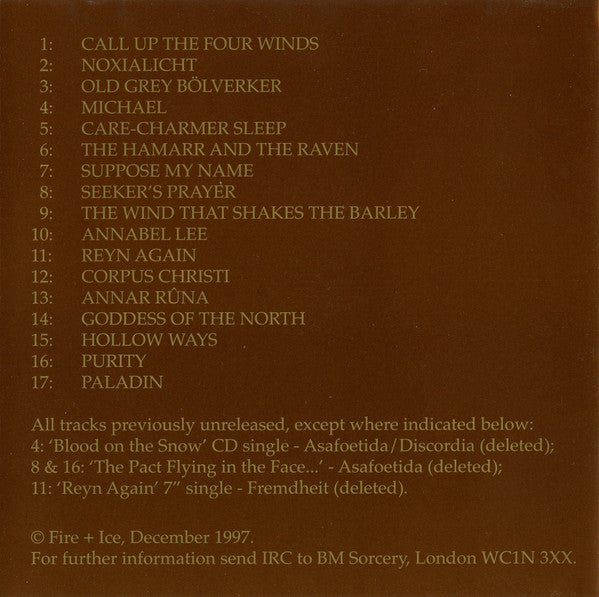 1: CALL UP THE FOUR WINDS
2: NOXIALICHT
3: OLD GREY BÖLVERKER
4: MICHAEL
5: CARE-CHARMER SLEEP
6: THE HAMARR AND THE RAVEN
7: SUPPOSE MY NAME
8: SEEKER'S PRAYER
9: THE WIND THAT SHAKES THE BARLEY
10: ANNABEL LEE
11: REYN AGAIN
12: CORPUS CHRISTI
13: ANNAR RÛNA
14: GODDESS OF THE NORTH
15: HOLLOW WAYS
16: PURITY
17: PALADIN
All tracks previously unreleased, except where indicated below:
4: ‘Blood on the Snow’ CD single - Asafoetida/Discordia (deleted);
8 & 16: ‘The Pact Flying in the Face...’ - Asafoetida (deleted);
11: ‘Reyn Again’ 7” single - Fremdheit (deleted).
© Fire + Ice, December 1997.
For further information send IRC to BM Sorcery, London WC1N 3XX.